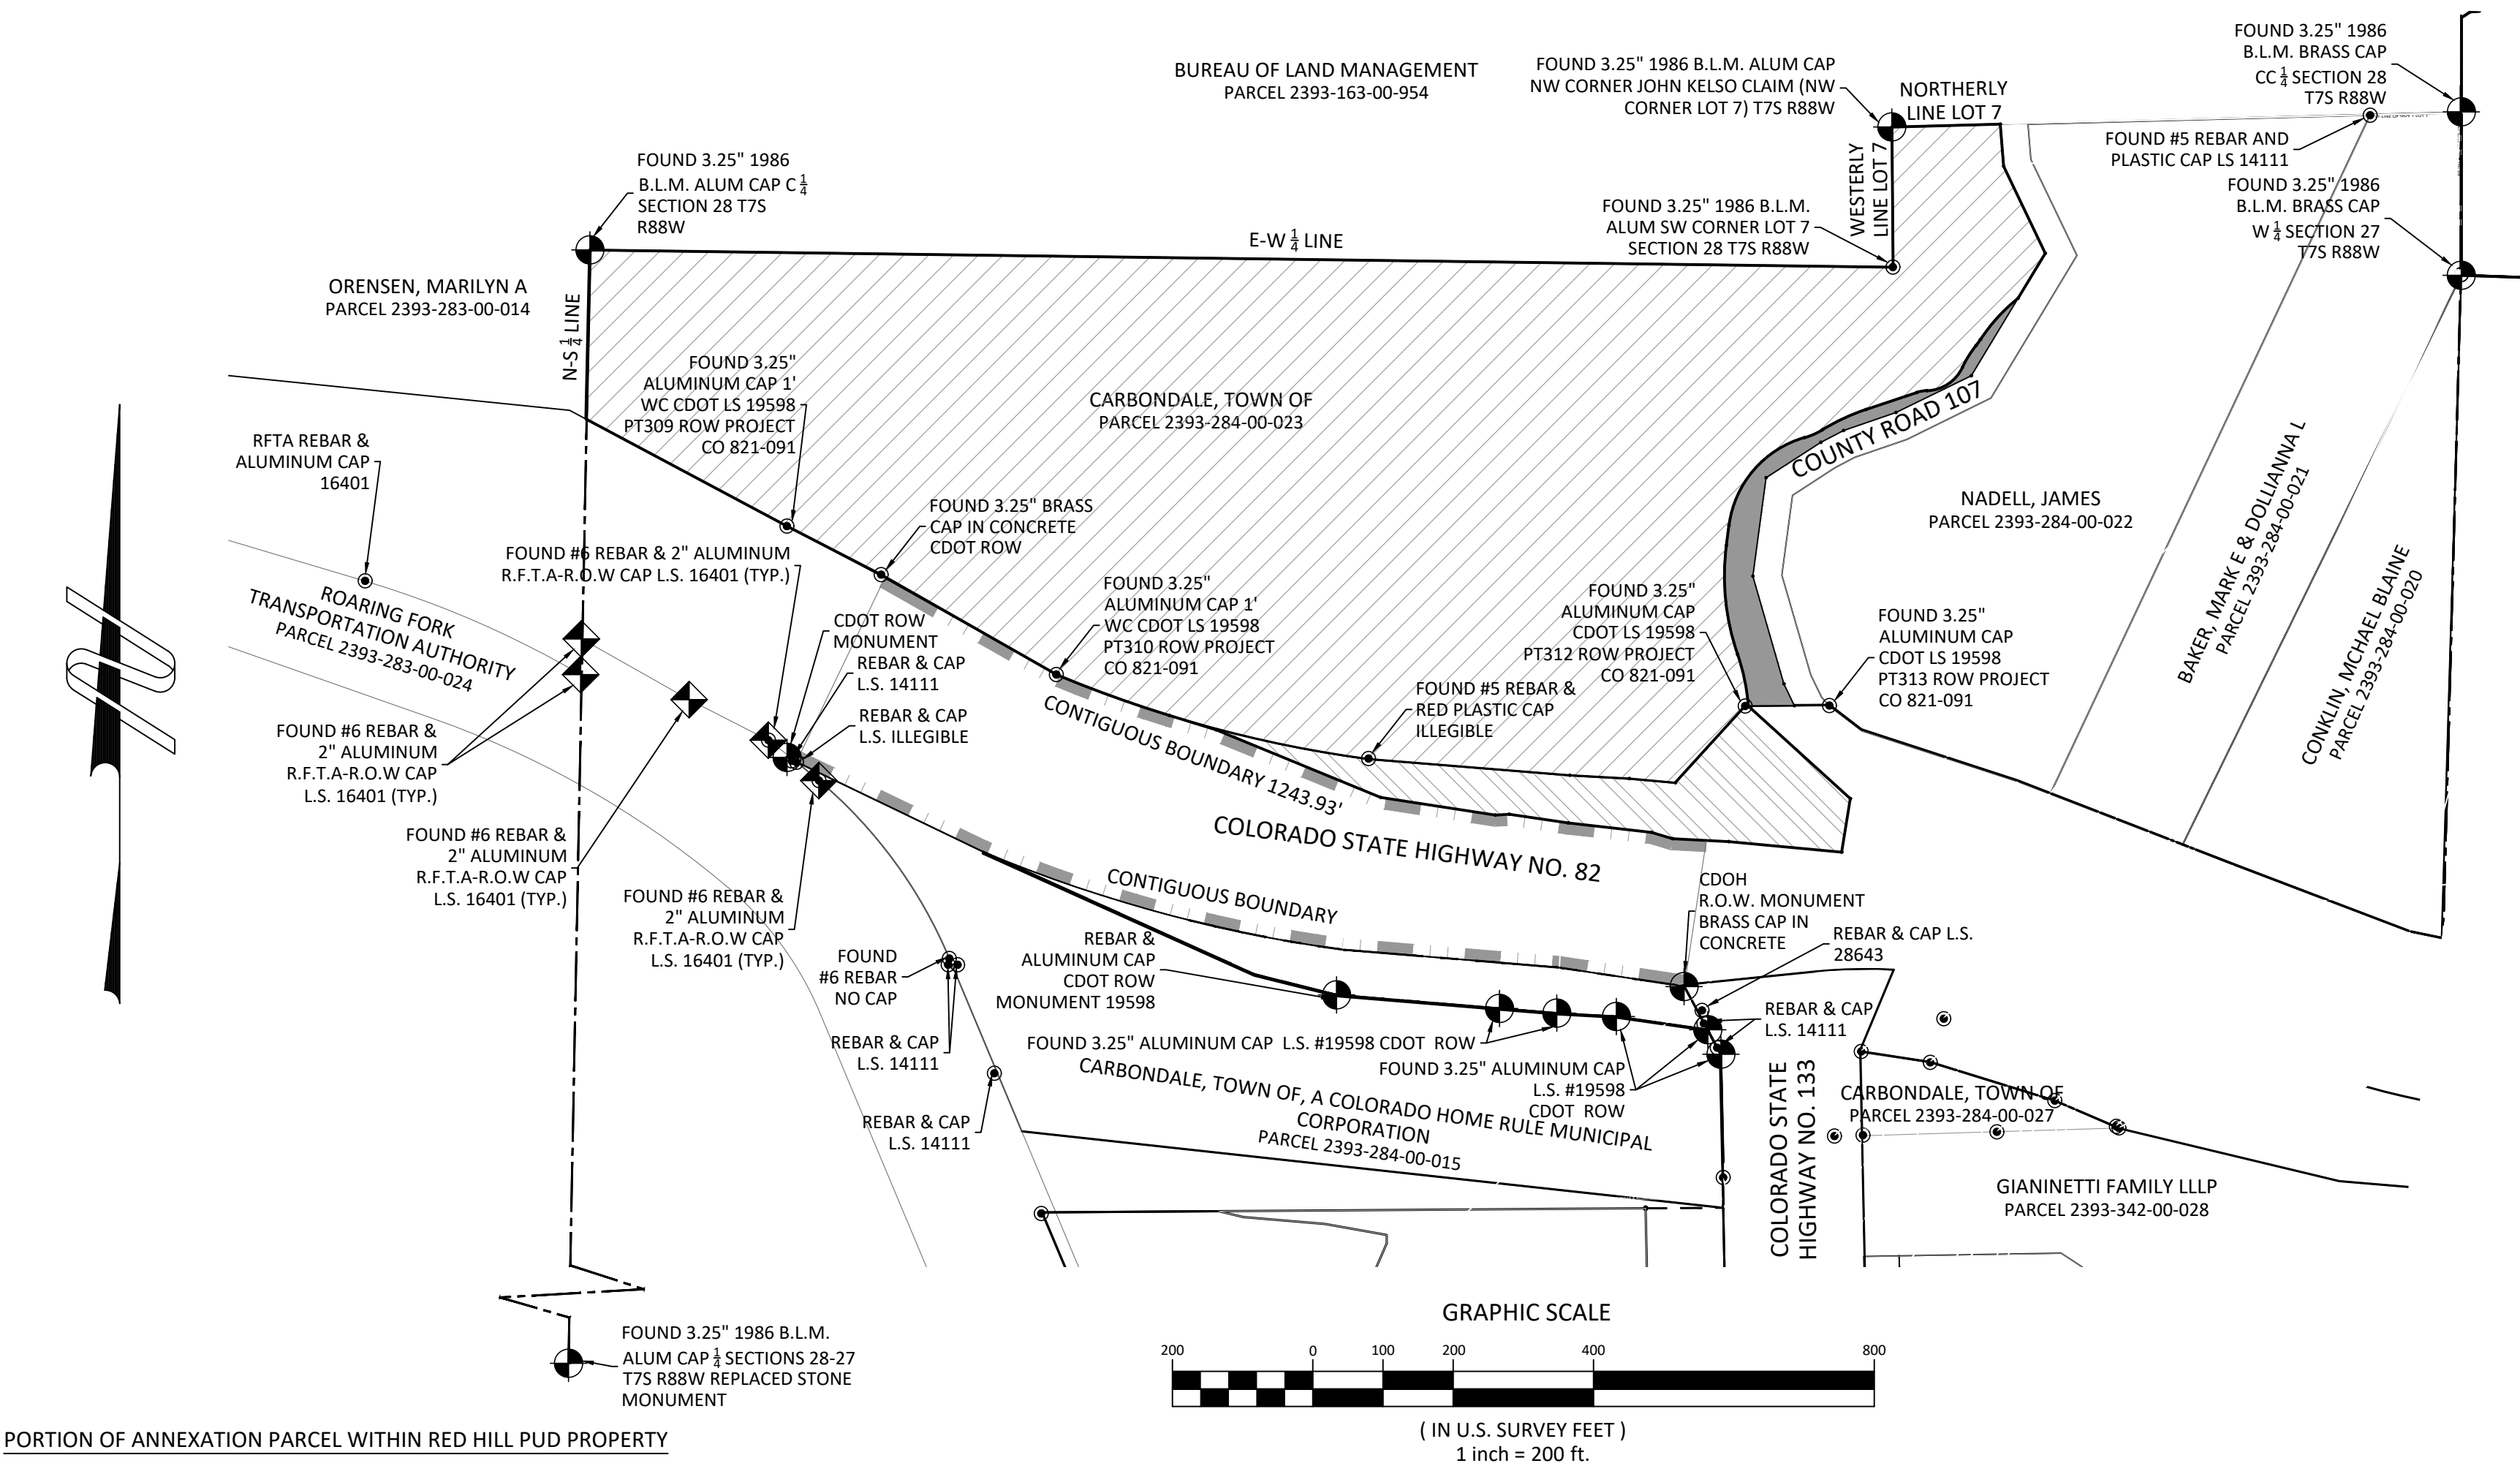 BUREAU OF LAND MANAGEMENT
PARCEL 2393-163-00-954
FOUND 3.25" 1986 B.L.M. ALUM CAP
NW CORNER JOHN KELSO CLAIM (NW
CORNER LOT 7) T7S R88W
NORTHERLY
LINE LOT 7
FOUND 3.25" 1986
B.L.M. BRASS CAP
CC 1/4 SECTION 28
T7S R88W
FOUND #5 REBAR AND
PLASTIC CAP LS 14111
FOUND 3.25" 1986
B.L.M. BRASS CAP
W 1/4 SECTION 27
T7S R88W
FOUND 3.25" 1986
B.L.M. ALUM CAP C 1/4
SECTION 28 T7S
R88W
WESTERLY
LINE LOT 7
FOUND 3.25" 1986 B.L.M.
ALUM SW CORNER LOT 7
SECTION 28 T7S R88W
E-W 1/4 LINE
ORENSEN, MARILYN A
PARCEL 2393-283-00-014
N-S 1/4 LINE
FOUND 3.25"
ALUMINUM CAP 1'
WC CDOT LS 19598
PT309 ROW PROJECT
CO 821-091
CARBONDALE, TOWN OF
PARCEL 2393-284-00-023
COUNTY ROAD 107
RFTA REBAR &
ALUMINUM CAP
16401
FOUND 3.25" BRASS
CAP IN CONCRETE
CDOT ROW
NADELL, JAMES
PARCEL 2393-284-00-022
BAKER, MARK E & DOLLIANNA L
PARCEL 2393-284-00-021
CONKLIN, MCHAEL BLAINE
PARCEL 2393-284-00-020
FOUND #6 REBAR & 2" ALUMINUM
R.F.T.A-R.O.W CAP L.S. 16401 (TYP.)
ROARING FORK
TRANSPORTATION AUTHORITY
PARCEL 2393-283-00-024
CDOT ROW
MONUMENT
REBAR & CAP
L.S. 14111
REBAR & CAP
L.S. ILLEGIBLE
FOUND 3.25"
ALUMINUM CAP 1'
WC CDOT LS 19598
PT310 ROW PROJECT
CO 821-091
FOUND 3.25"
ALUMINUM CAP
CDOT LS 19598
PT312 ROW PROJECT
CO 821-091
FOUND 3.25"
ALUMINUM CAP
CDOT LS 19598
PT313 ROW PROJECT
CO 821-091
FOUND #5 REBAR &
RED PLASTIC CAP
ILLEGIBLE
CONTIGUOUS BOUNDARY 1243.93'
COLORADO STATE HIGHWAY NO. 82
CONTIGUOUS BOUNDARY
FOUND #6 REBAR &
2" ALUMINUM
R.F.T.A-R.O.W CAP
L.S. 16401 (TYP.)
FOUND #6 REBAR &
2" ALUMINUM
R.F.T.A-R.O.W CAP
L.S. 16401 (TYP.)
FOUND #6 REBAR &
2" ALUMINUM
R.F.T.A-R.O.W CAP
L.S. 16401 (TYP.)
FOUND
#6 REBAR
NO CAP
REBAR & CAP
L.S. 14111
REBAR & CAP
L.S. 14111
REBAR &
ALUMINUM CAP
CDOT ROW
MONUMENT 19598
CDOH
R.O.W. MONUMENT
BRASS CAP IN
CONCRETE
REBAR & CAP L.S.
28643
REBAR & CAP
L.S. 14111
FOUND 3.25" ALUMINUM CAP L.S. #19598 CDOT ROW
FOUND 3.25" ALUMINUM CAP
L.S. #19598
CDOT ROW
CARBONDALE, TOWN OF, A COLORADO HOME RULE MUNICIPAL
CORPORATION
PARCEL 2393-284-00-015
COLORADO STATE
HIGHWAY NO. 133
CARBONDALE, TOWN OF
PARCEL 2393-284-00-027
GIANINETTI FAMILY LLLP
PARCEL 2393-342-00-028
FOUND 3.25" 1986 B.L.M.
ALUM CAP 1/4 SECTIONS 28-27
T7S R88W REPLACED STONE
MONUMENT
GRAPHIC SCALE
200 0 100 200 400 800
( IN U.S. SURVEY FEET )
1 inch = 200 ft.
PORTION OF ANNEXATION PARCEL WITHIN RED HILL PUD PROPERTY